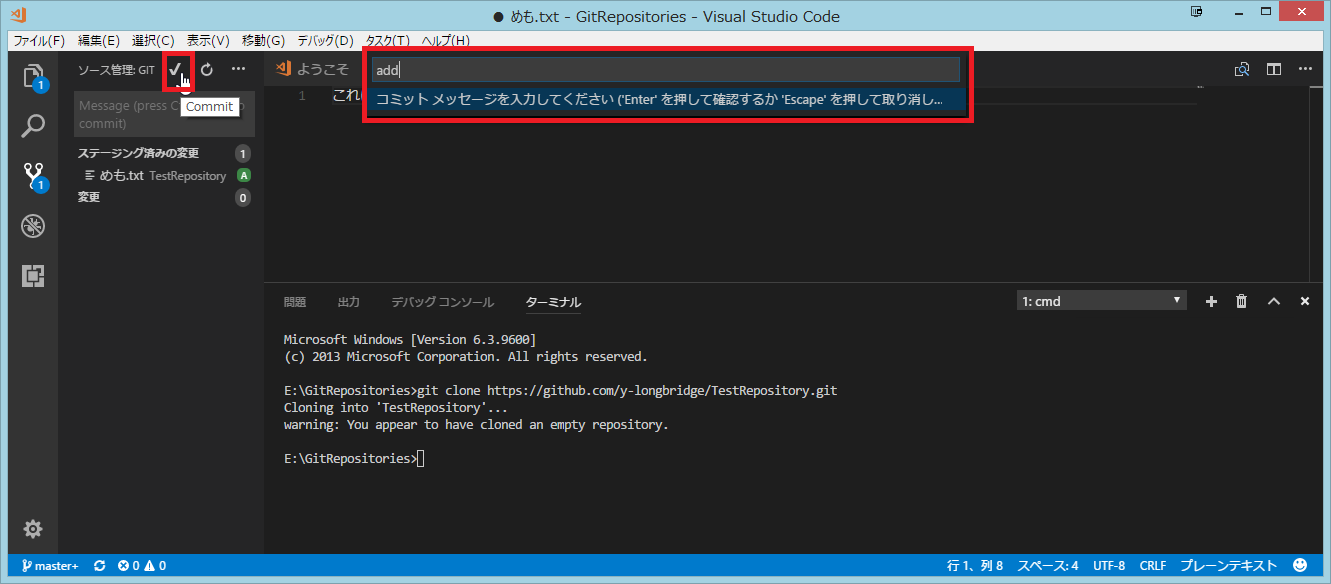 ● めも.txt - GitRepositories - Visual Studio Code
ファイル(F) 編集(E) 選択(C) 表示(V) 移動(G) デバッグ(D) タスク(T) ヘルプ(H)
ソース管理: GIT
ようこそ
add
コミット メッセージを入力してください ('Enter' を押して確認するか 'Escape' を押して取り消し...
1
Message (press C
commit)
Commit
1 これ
ステージング済みの変更 1
めも.txt TestRepository A
変更 0
1
問題 出力 デバッグ コンソール ターミナル 1: cmd
Microsoft Windows [Version 6.3.9600]
(c) 2013 Microsoft Corporation. All rights reserved.
E:\GitRepositories>git clone https://github.com/y-longbridge/TestRepository.git
Cloning into 'TestRepository'...
warning: You appear to have cloned an empty repository.
E:\GitRepositories>
master+ 0 0 行 1、列 8 スペース: 4 UTF-8 CRLF プレーンテキスト